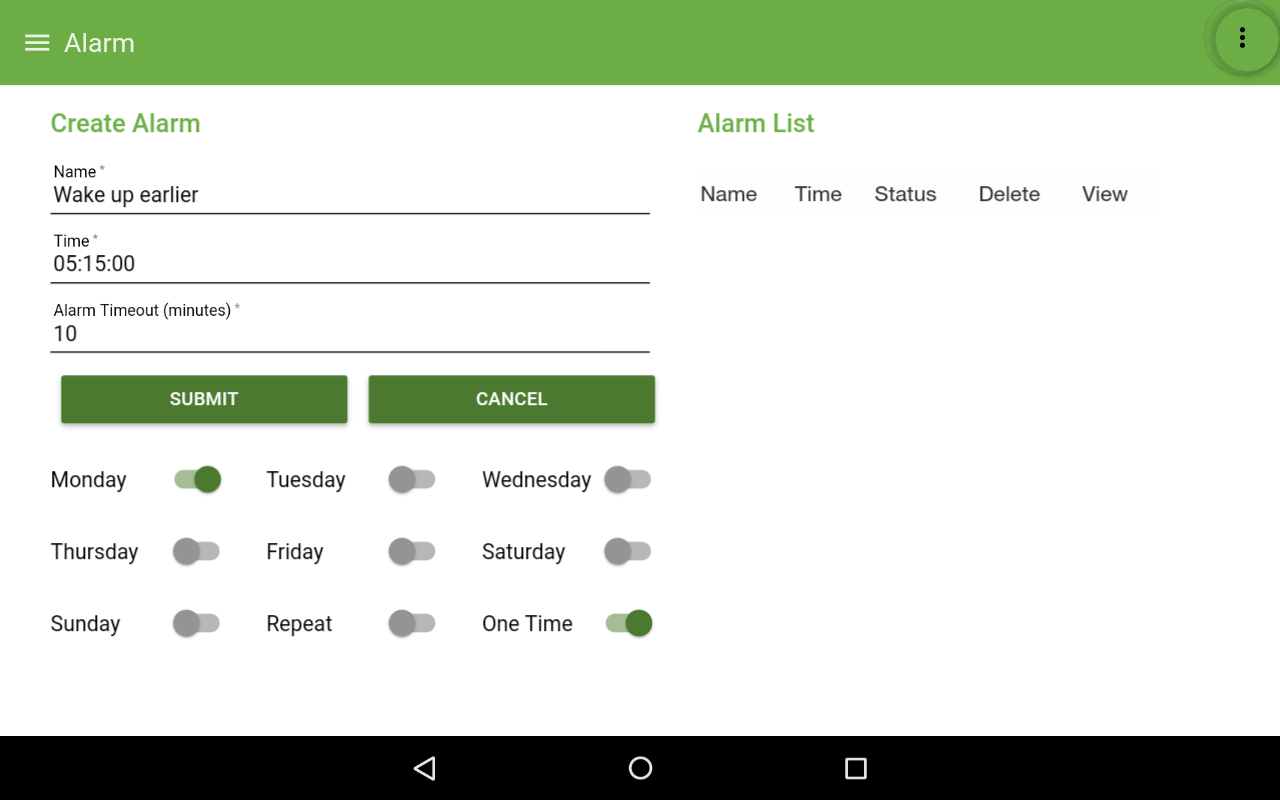 Alarm
Create Alarm
Name *
Wake up earlier
Time *
05:15:00
Alarm Timeout (minutes) *
10
SUBMIT CANCEL
Monday Tuesday Wednesday
Thursday Friday Saturday
Sunday Repeat One Time
Alarm List
Name Time Status Delete View